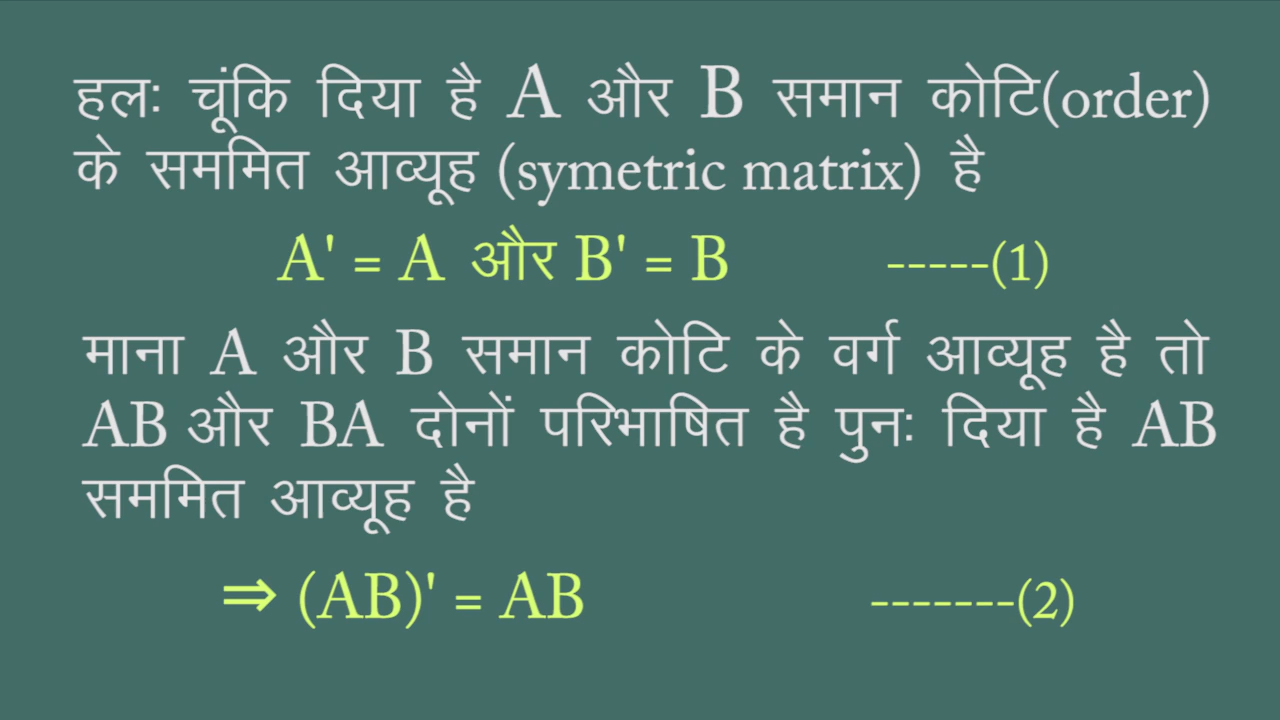 हलः चूंकि दिया है A और B समान कोटि(order)
के सममित आव्यूह (symetric matrix) है
A' = A और B' = B -----(1)
माना A और B समान कोटि के वर्ग आव्यूह है तो
AB और BA दोनों परिभाषित है पुनः दिया है AB
सममित आव्यूह है
⇒ (AB)' = AB -------(2)